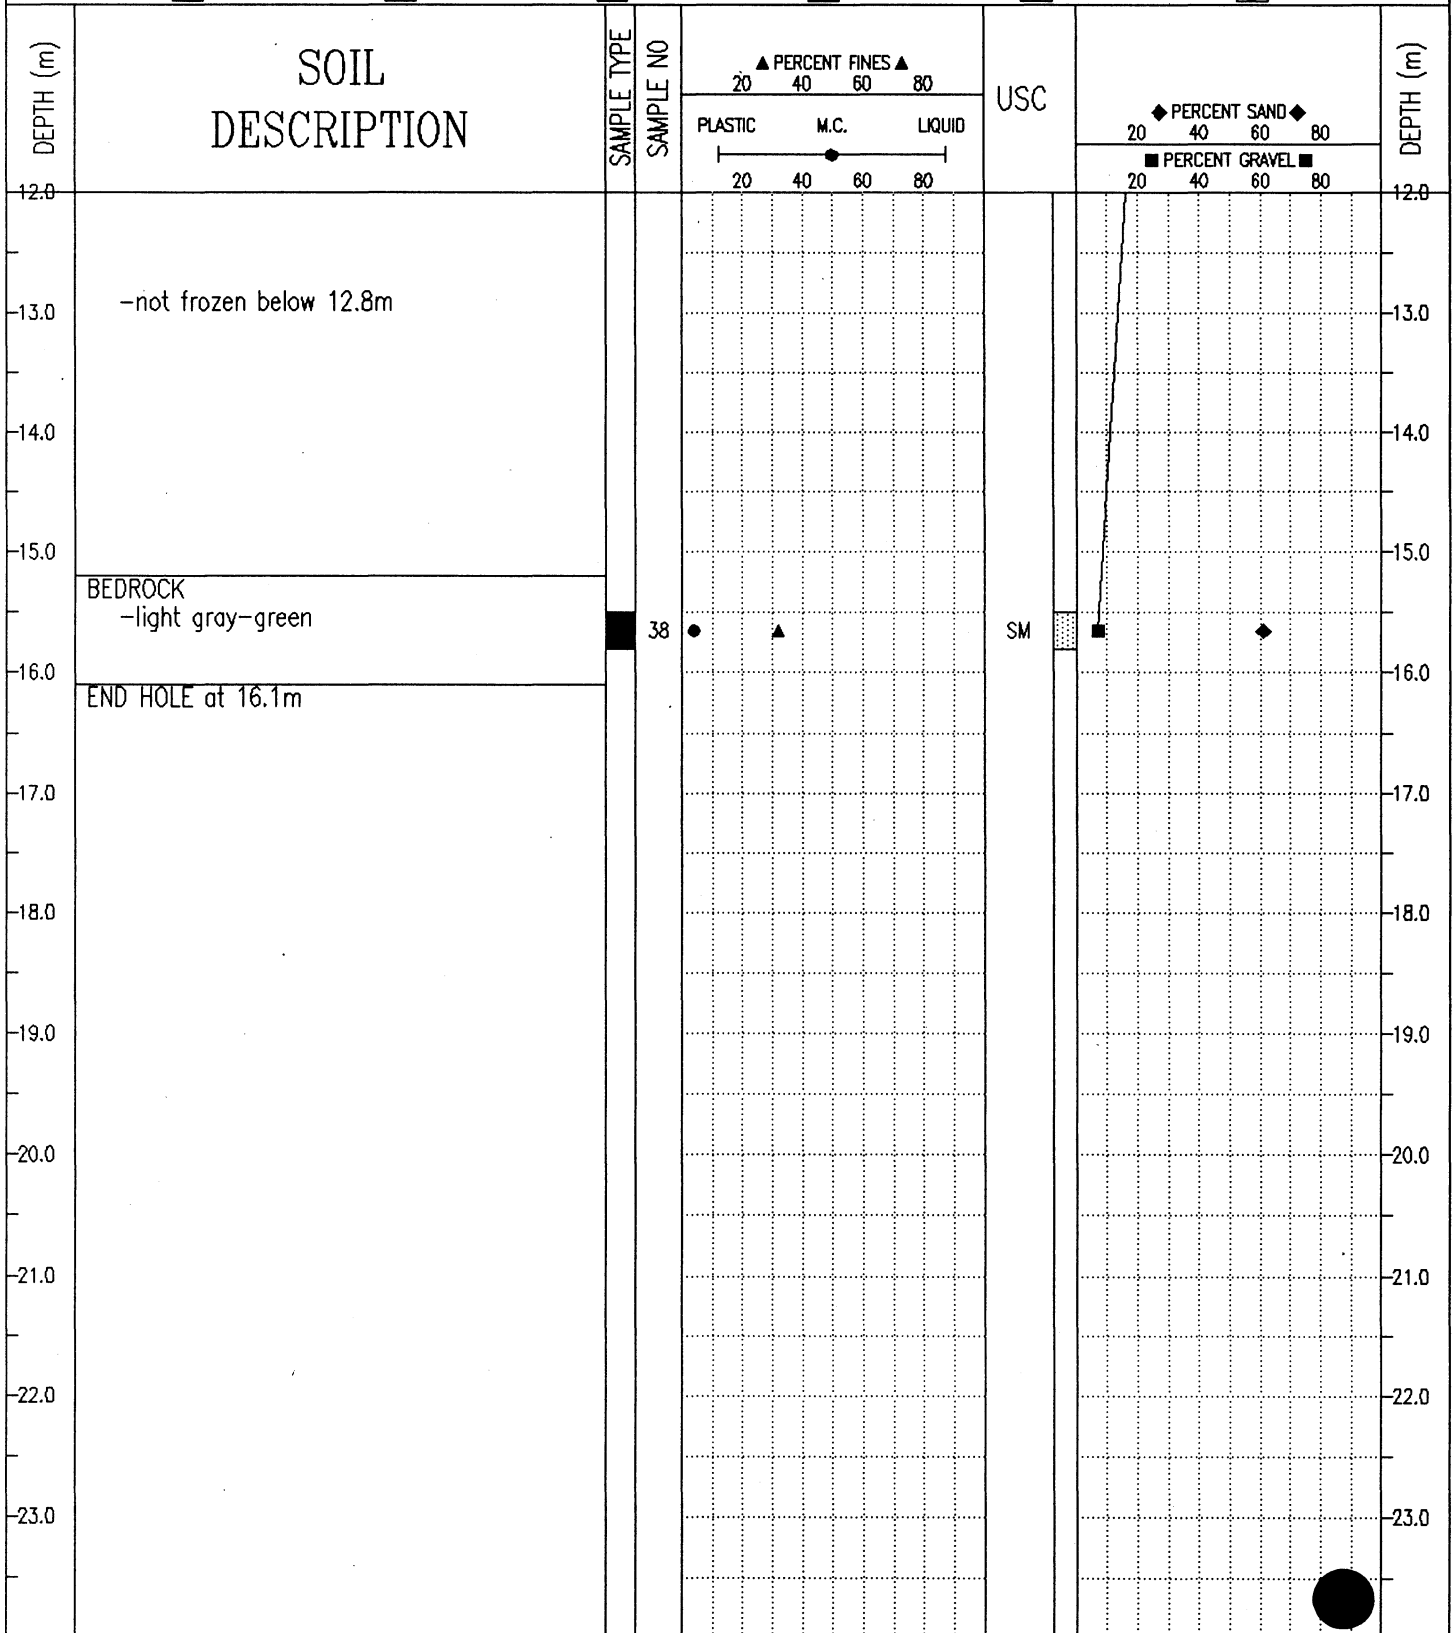 DEPTH (m)
SOIL
DESCRIPTION
SAMPLE TYPE
SAMPLE NO
▲ PERCENT FINES ▲
20 40 60 80
PLASTIC M.C. LIQUID
20 40 60 80
USC
◆ PERCENT SAND ◆
20 40 60 80
■ PERCENT GRAVEL ■
20 40 60 80
DEPTH (m)
12.0 12.0
-not frozen below 12.8m
13.0 13.0
14.0 14.0
15.0 15.0
BEDROCK
-light gray-green
38 SM
16.0 16.0
END HOLE at 16.1m
17.0 17.0
18.0 18.0
19.0 19.0
20.0 20.0
21.0 21.0
22.0 22.0
23.0 23.0